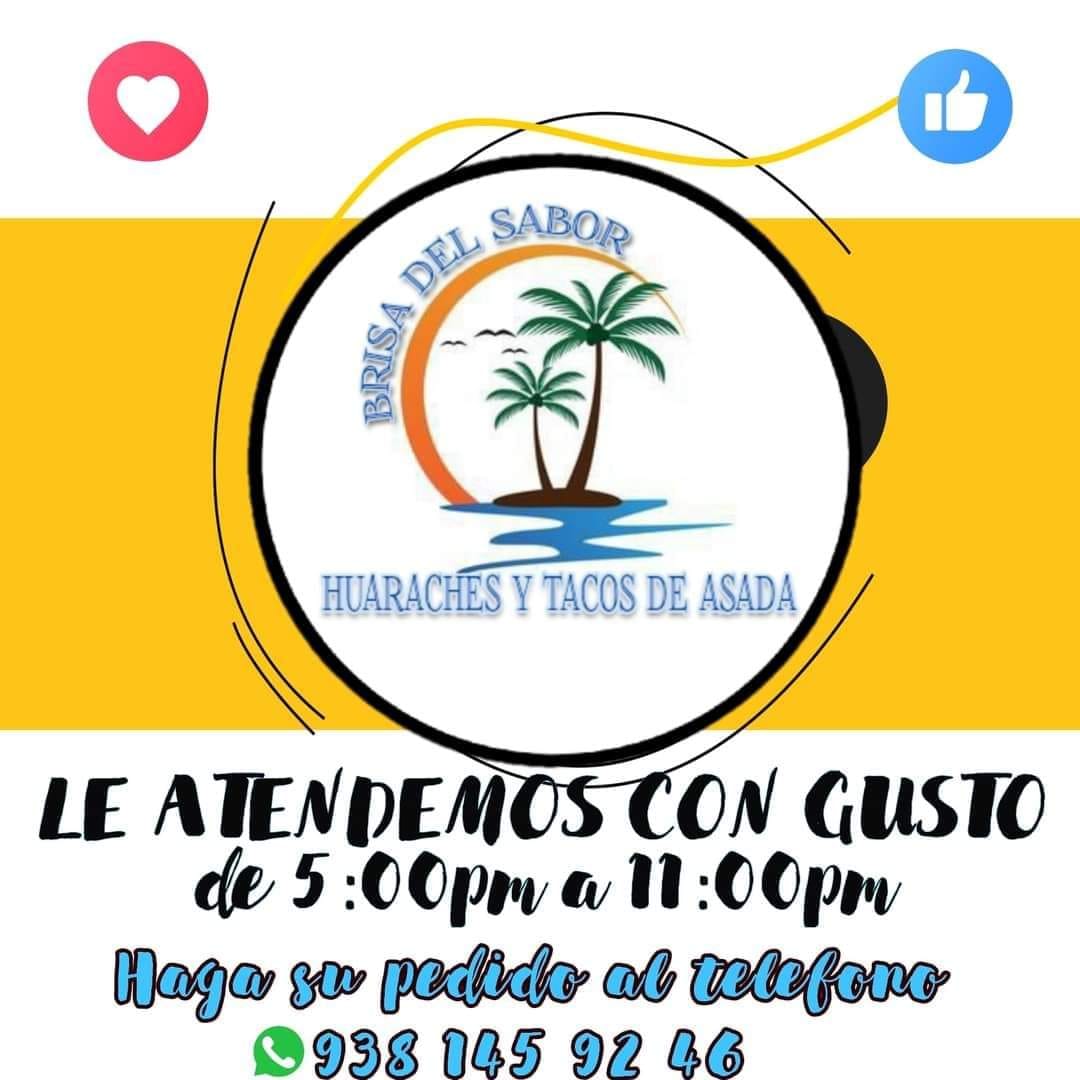 BRISA DEL SABOR
HUARACHES Y TACOS DE ASADA
LE ATENDEMOS CON GUSTO
de 5:00pm a 11:00pm
Haga su pedido al telefono
938 145 92 46